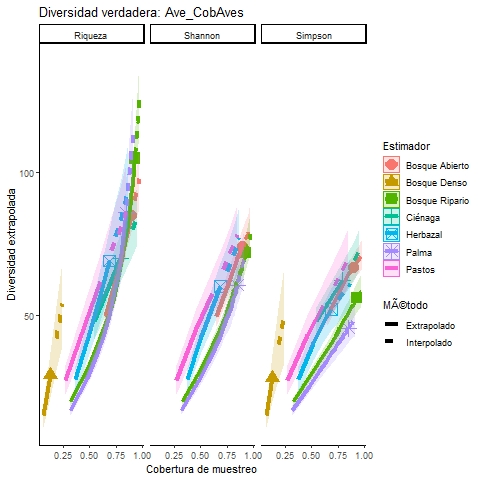 Diversidad verdadera: Ave_CobAves
Riqueza
Shannon
Simpson
Diversidad extrapolada
100
50
0.25 0.50 0.75 1.00
0.25 0.50 0.75 1.00
0.25 0.50 0.75 1.00
Cobertura de muestreo
Estimador
Bosque Abierto
Bosque Denso
Bosque Ripario
Ciénaga
Herbazal
Palma
Pastos
MÃ©todo
Extrapolado
Interpolado